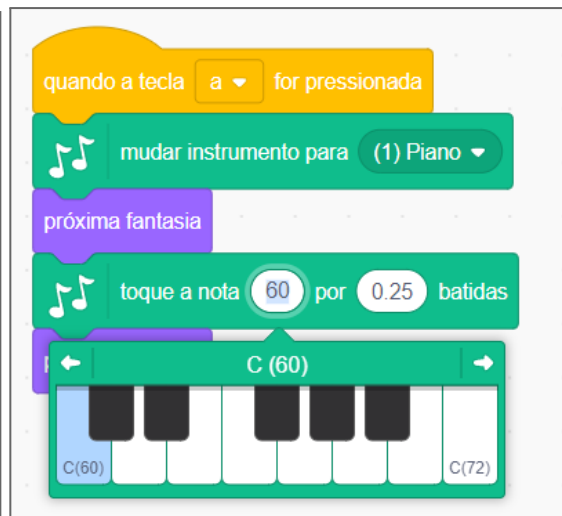 quando a tecla a for pressionada
mudar instrumento para (1) Piano
próxima fantasia
toque a nota 60 por 0.25 batidas
C (60)
C(60) C(72)